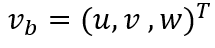 v_b = (u, v , w)^T